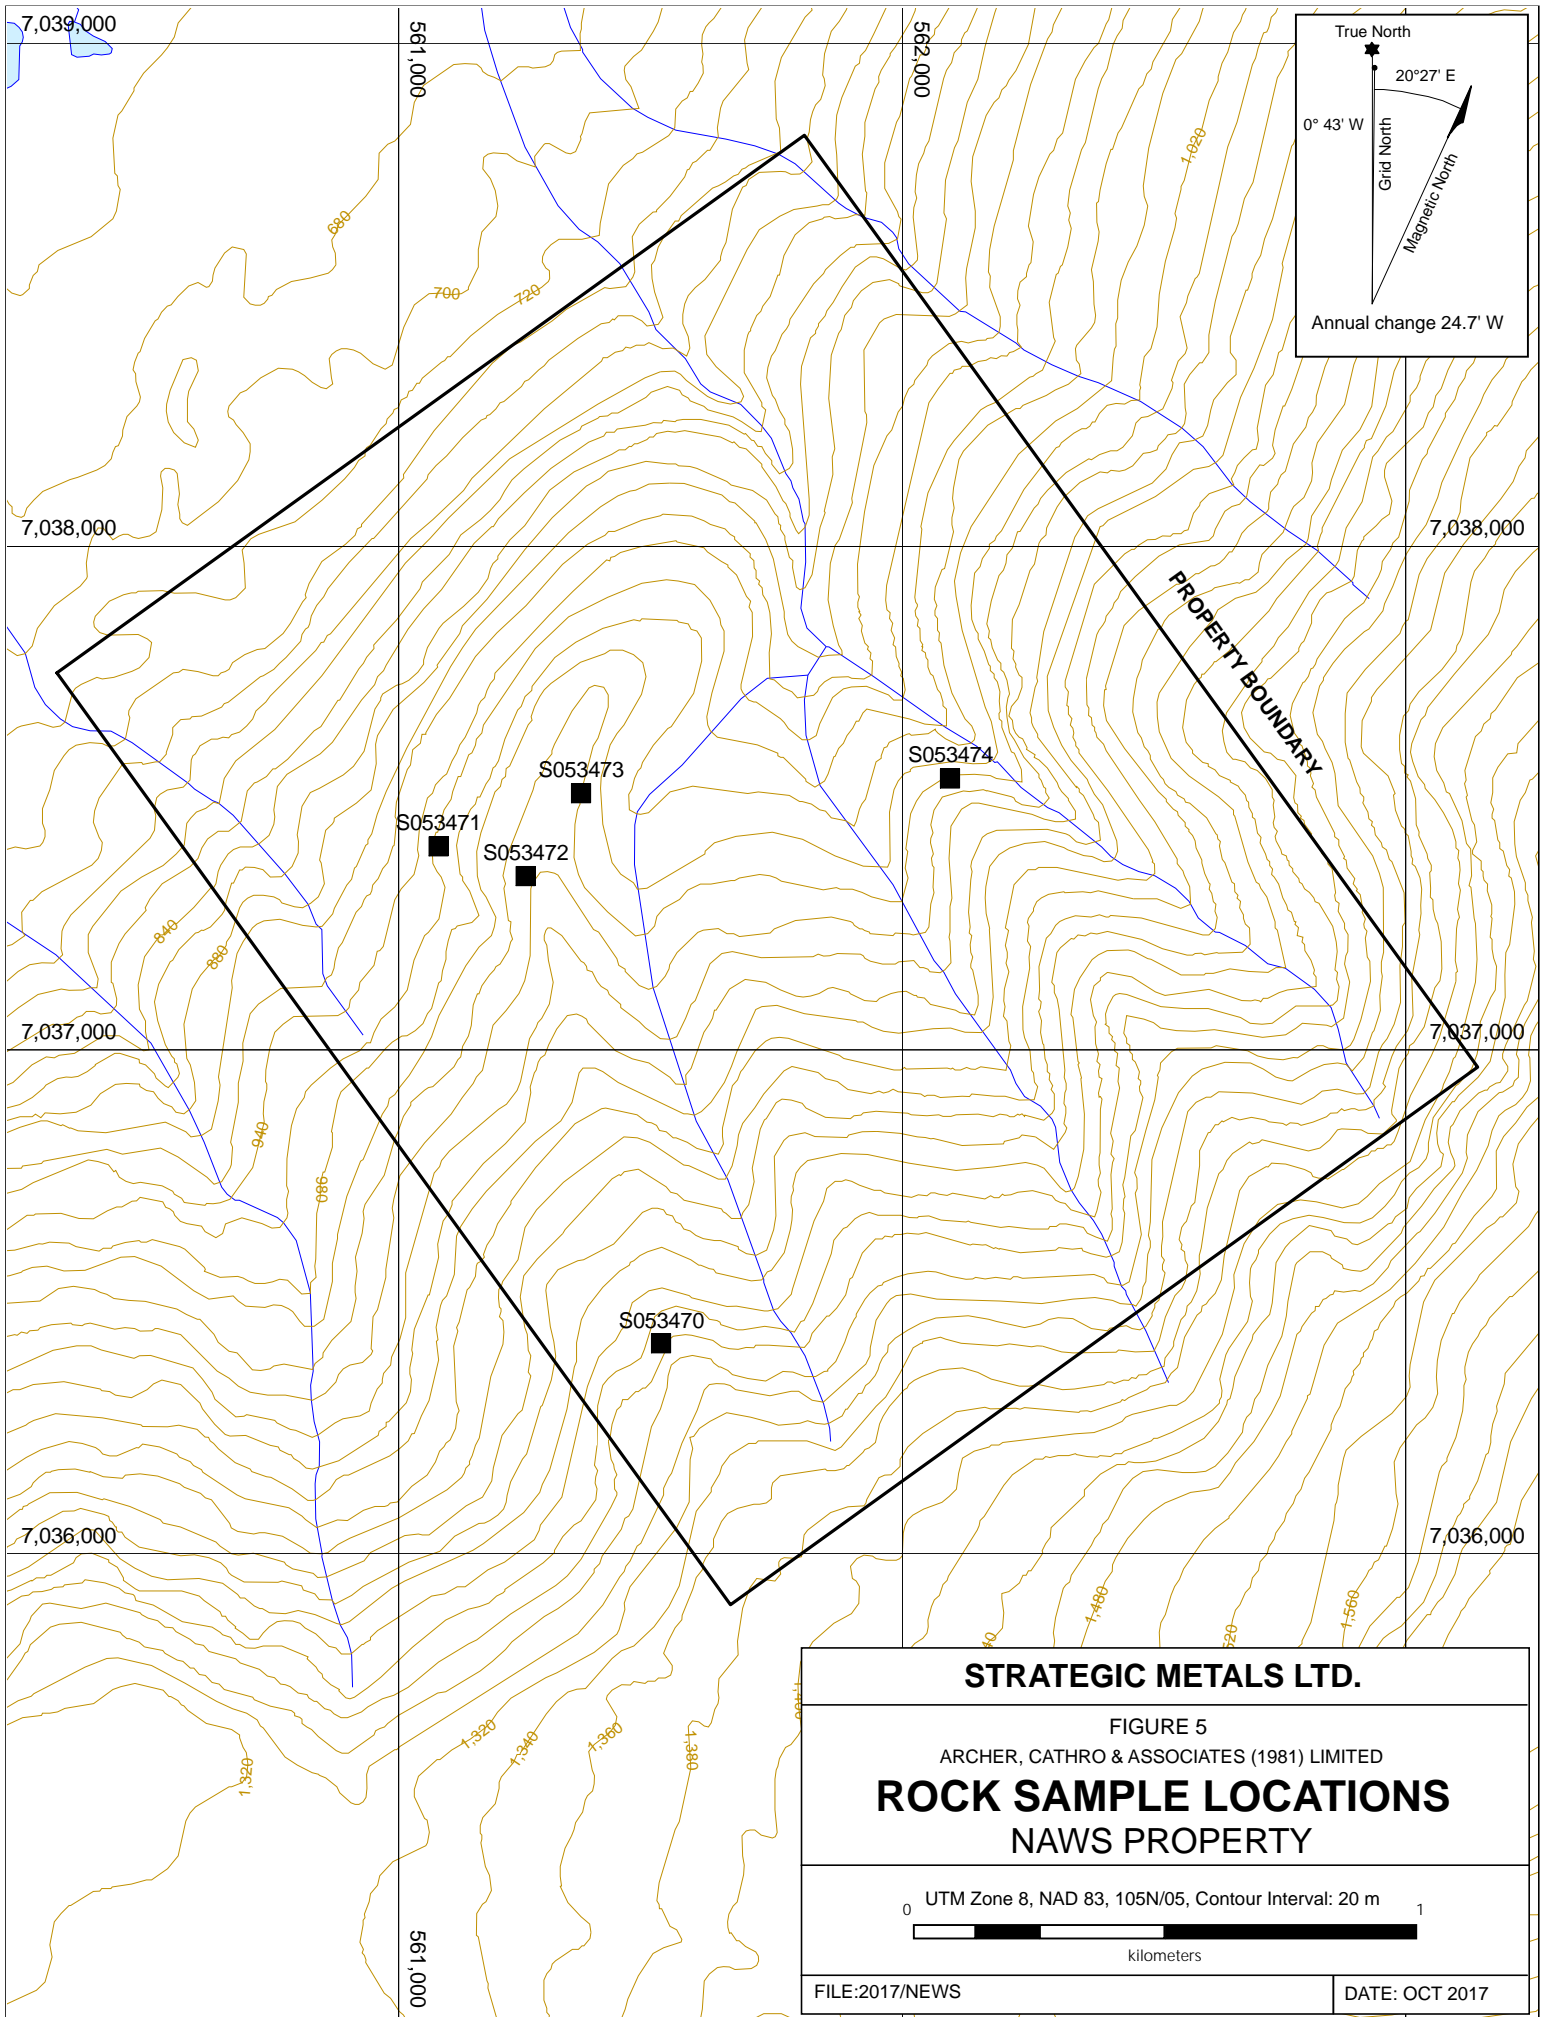 7,039,000
561,000
562,000
True North
20°27' E
0° 43' W
Grid North
Magnetic North
Annual change 24.7' W
1,020
680
700
720
7,038,000
7,038,000
PROPERTY BOUNDARY
S053474
S053473
S053471
S053472
840
880
7,037,000
7,037,000
940
980
S053470
7,036,000
7,036,000
1,480
1,560
520
40
1,320
1,340
1,360
1,380
1,320
561,000
STRATEGIC METALS LTD.
FIGURE 5
ARCHER, CATHRO & ASSOCIATES (1981) LIMITED
ROCK SAMPLE LOCATIONS
NAWS PROPERTY
UTM Zone 8, NAD 83, 105N/05, Contour Interval: 20 m
0 1
kilometers
FILE:2017/NEWS
DATE: OCT 2017